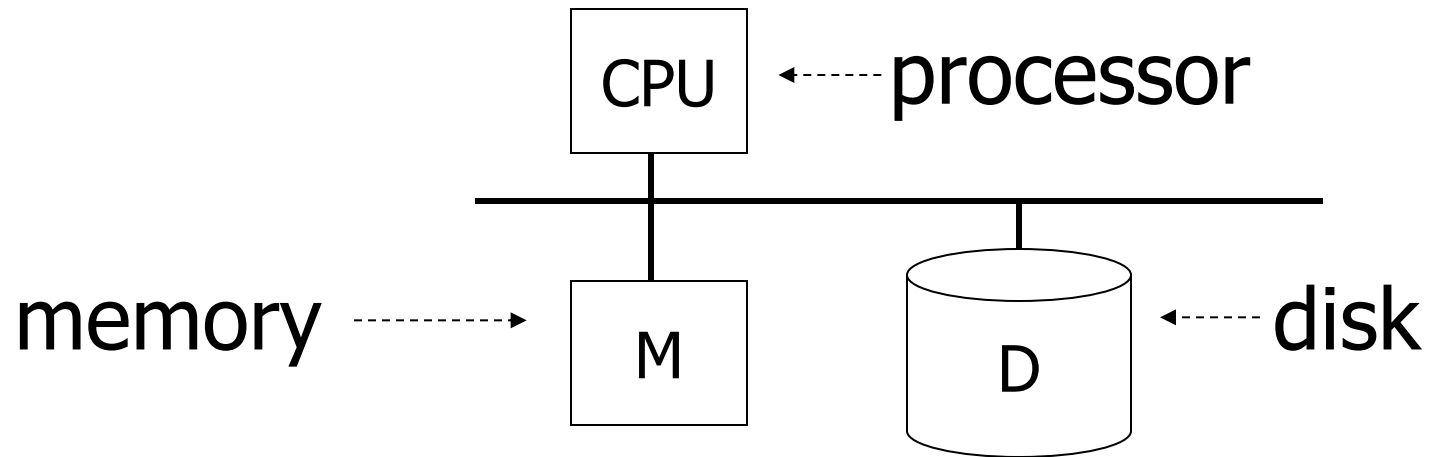 CPU
processor
memory
M
D
disk